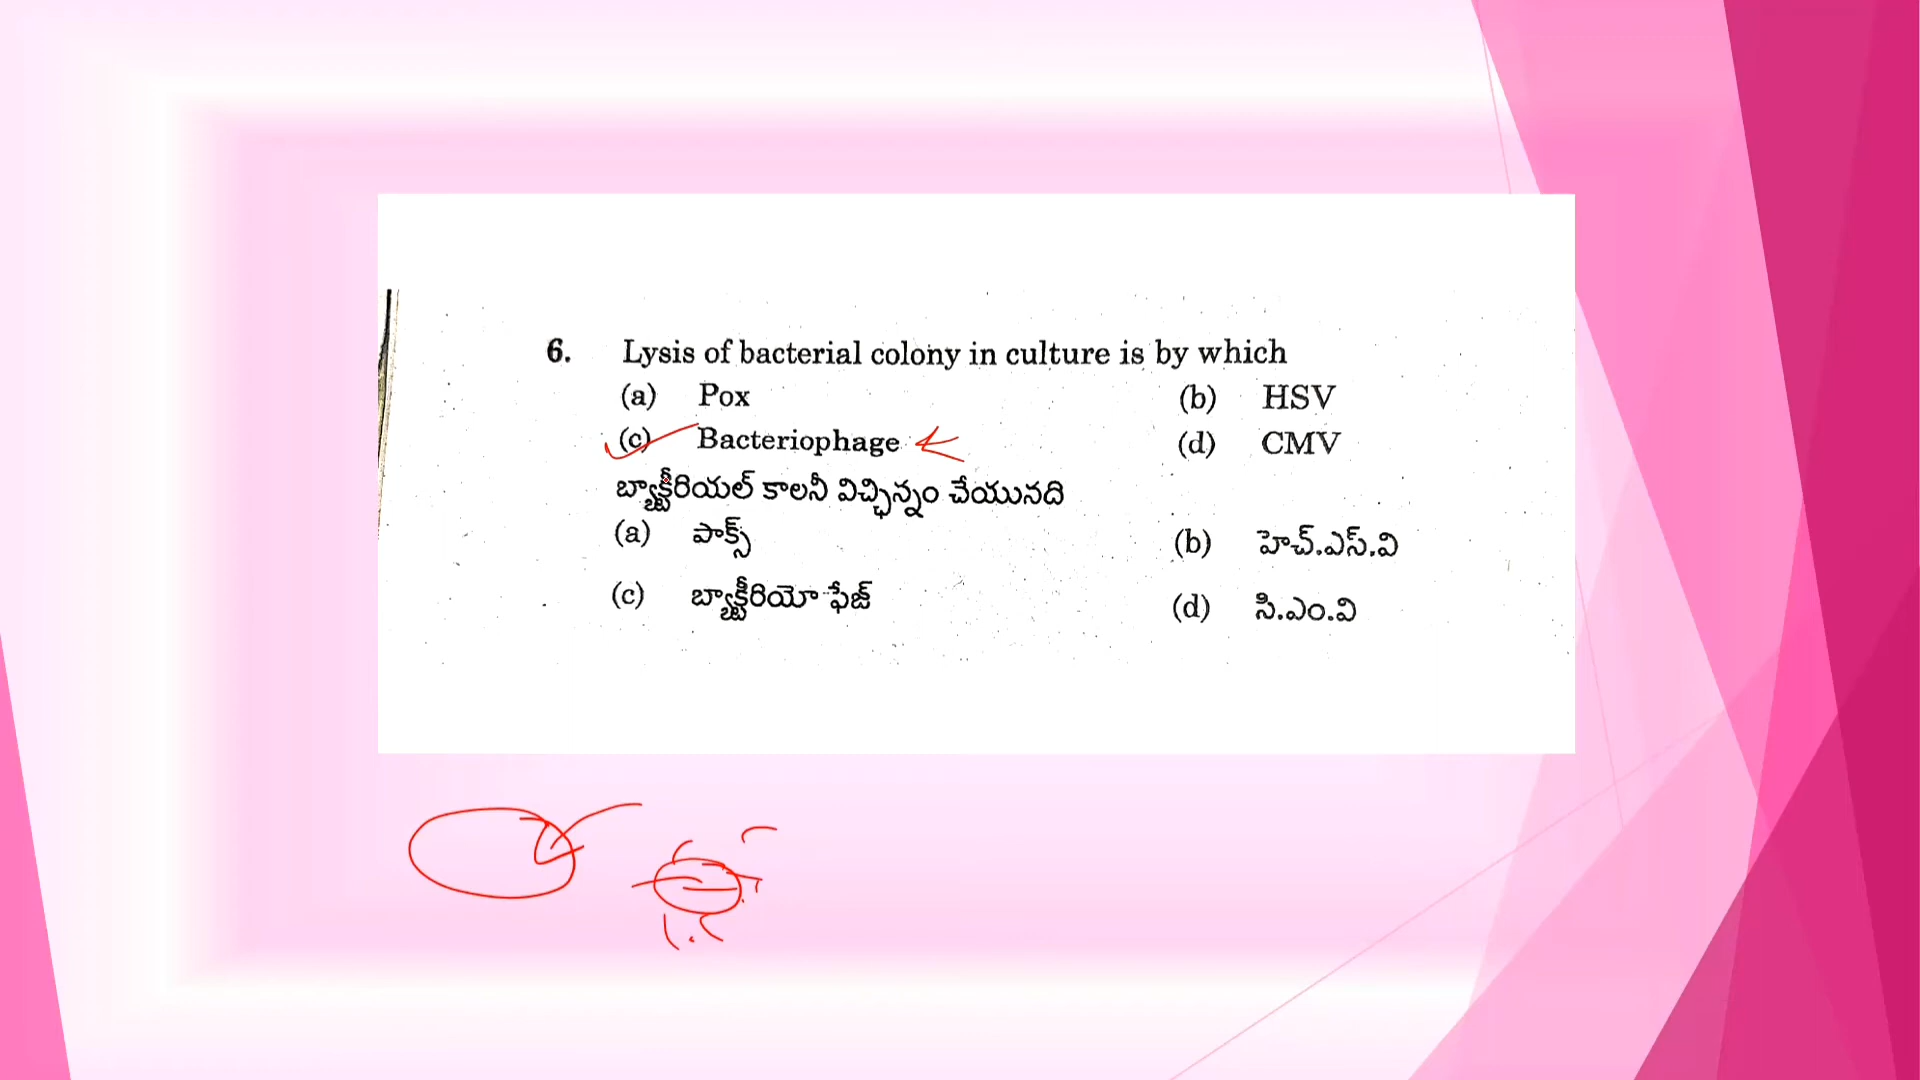 6. Lysis of bacterial colony in culture is by which
(a) Pox (b) HSV
(c) Bacteriophage (d) CMV
బ్యాక్టీరియల్ కాలనీ విచ్ఛిన్నం చేయునది
(a) పాక్స్ (b) హెచ్.ఎస్.వి
(c) బ్యాక్టీరియో ఫేజ్ (d) సి.ఎం.వి